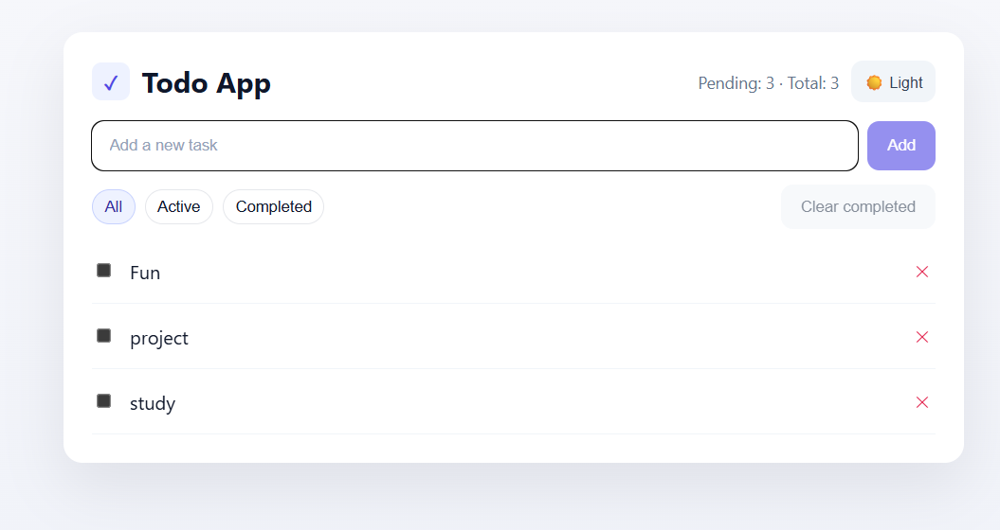 ✓ Todo App
Pending: 3 · Total: 3
Light
Add a new task
Add
All
Active
Completed
Clear completed
Fun
project
study